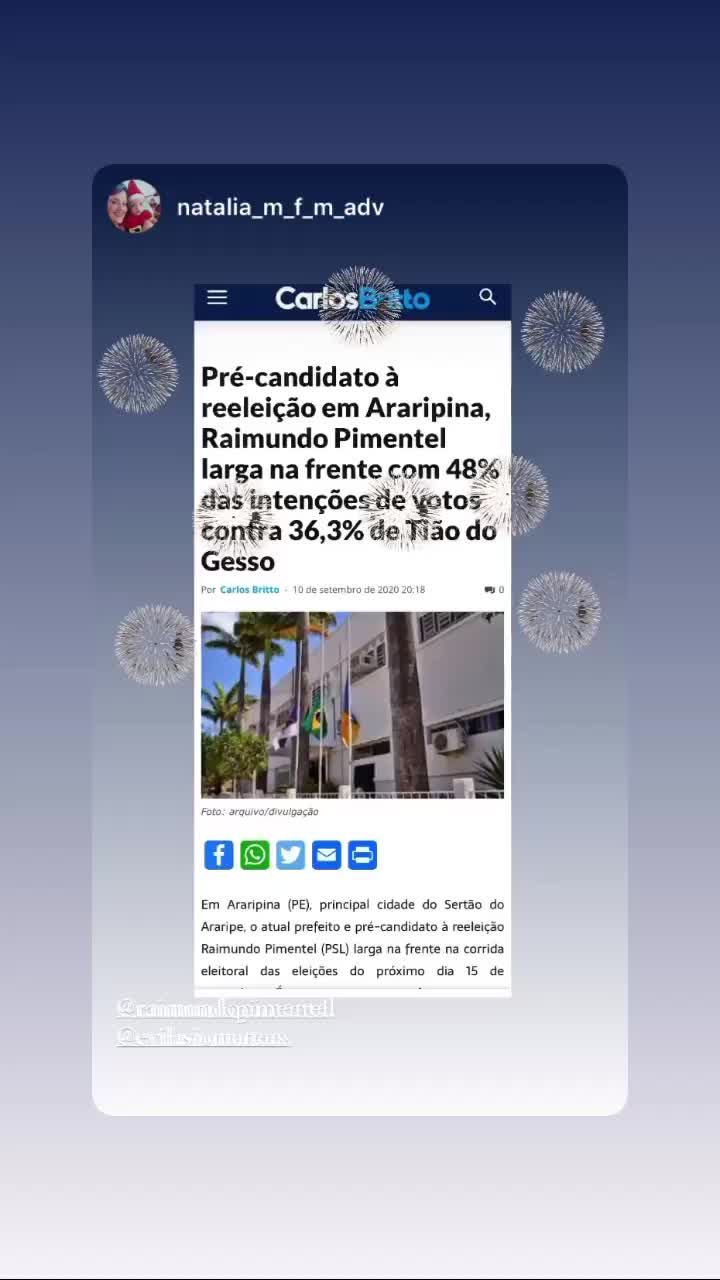 natalia_m_f_m_adv
CarlosBritto
Pré-candidato à
reeleição em Araripina,
Raimundo Pimentel
larga na frente com 48%
das intenções de votos
contra 36,3% de Tião do
Gesso
Por Carlos Britto - 10 de setembro de 2020 20:18 0
Foto: arquivo/divulgação
Em Araripina (PE), principal cidade do Sertão do
Araripe, o atual prefeito e pré-candidato à reeleição
Raimundo Pimentel (PSL) larga na frente na corrida
eleitoral das eleições do próximo dia 15 de
@raimundopimentell